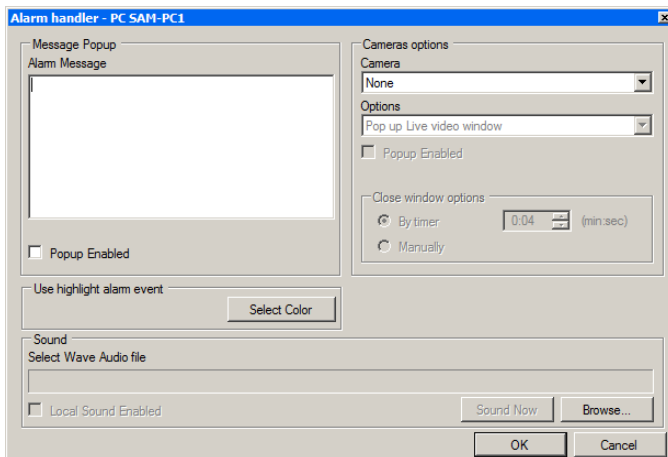 Alarm handler - PC SAM-PC1
Message Popup
Alarm Message
Popup Enabled
Cameras options
Camera
None
Options
Pop up Live video window
Popup Enabled
Close window options
By timer 0:04 (min:sec)
Manually
Use highlight alarm event
Select Color
Sound
Select Wave Audio file
Local Sound Enabled Sound Now Browse...
OK Cancel